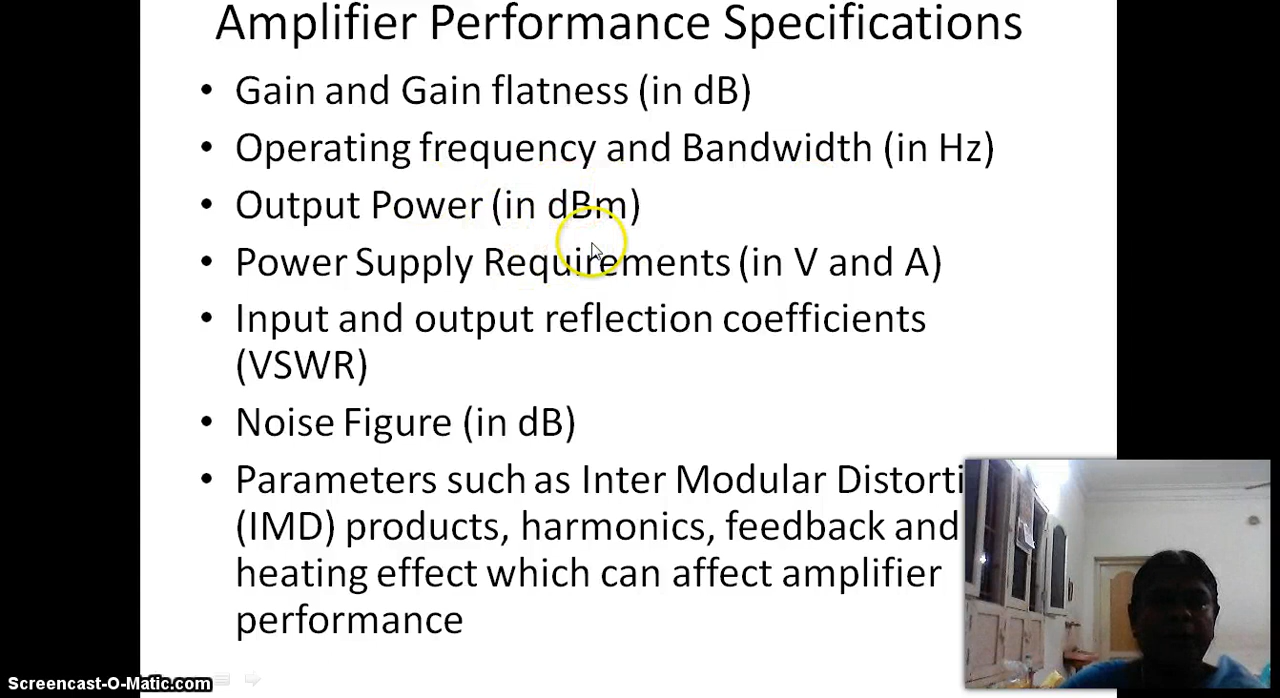 Amplifier Performance Specifications
• Gain and Gain flatness (in dB)
• Operating frequency and Bandwidth (in Hz)
• Output Power (in dBm)
• Power Supply Requirements (in V and A)
• Input and output reflection coefficients
(VSWR)
• Noise Figure (in dB)
• Parameters such as Inter Modular Distorti
(IMD) products, harmonics, feedback and
heating effect which can affect amplifier
performance
Screencast-O-Matic.com